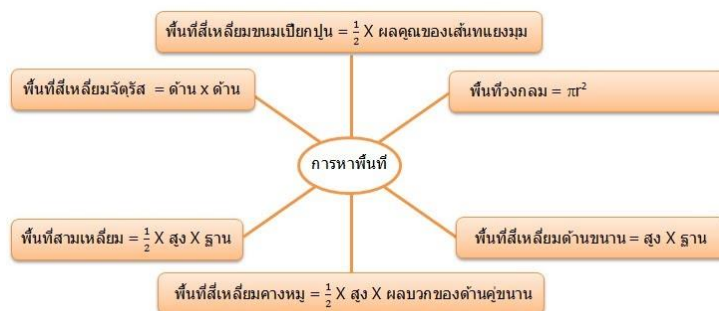 พื้นที่สี่เหลี่ยมขนมเปียกปูน = ½ X ผลคูณของเส้นทแยงมุม
พื้นที่สี่เหลี่ยมจัตุรัส = ด้าน x ด้าน
พื้นที่วงกลม = πr²
การหาพื้นที่
พื้นที่สามเหลี่ยม = ½ X สูง X ฐาน
พื้นที่สี่เหลี่ยมด้านขนาน = สูง X ฐาน
พื้นที่สี่เหลี่ยมคางหมู = ½ X สูง X ผลบวกของด้านคู่ขนาน